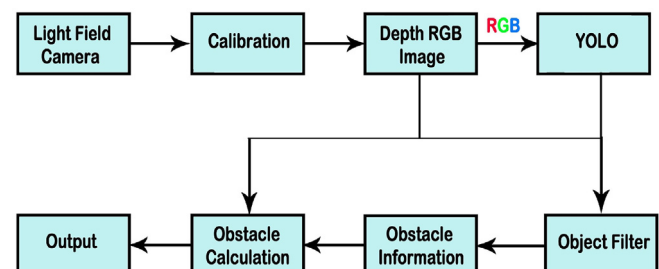 Light Field
Camera
Calibration
Depth RGB
Image
RGB
YOLO
Output
Obstacle
Calculation
Obstacle
Information
Object Filter